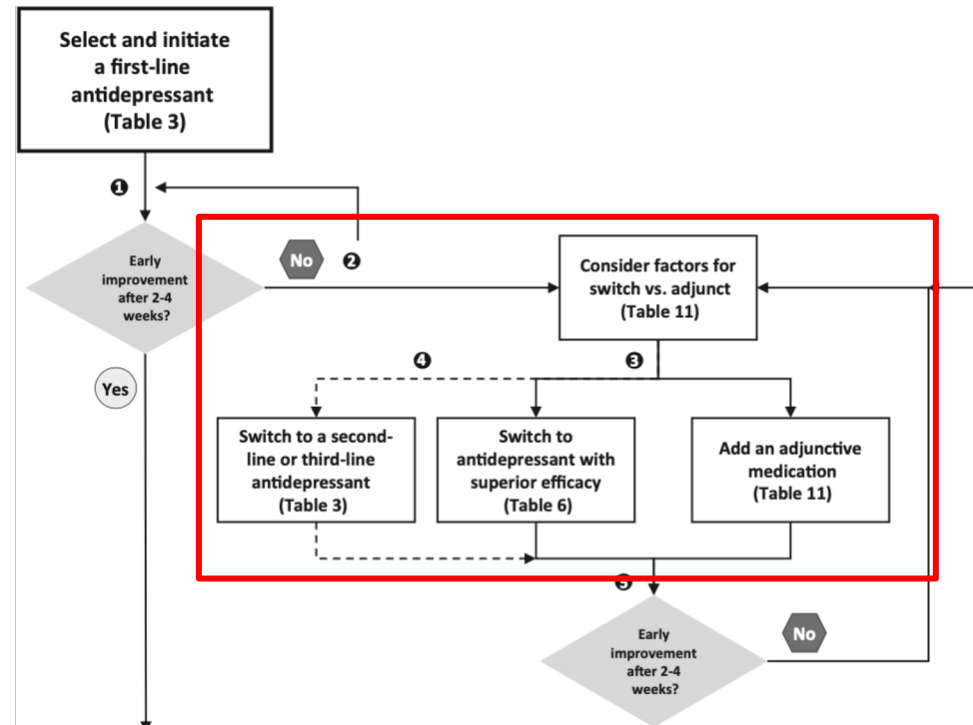 Select and initiate
a first-line
antidepressant
(Table 3)
❶
Early
improvement
after 2-4
weeks?
No
❷
Consider factors for
switch vs. adjunct
(Table 11)
Yes
❹
❸
Switch to a second-
line or third-line
antidepressant
(Table 3)
Switch to
antidepressant with
superior efficacy
(Table 6)
Add an adjunctive
medication
(Table 11)
❺
Early
improvement
after 2-4
weeks?
No